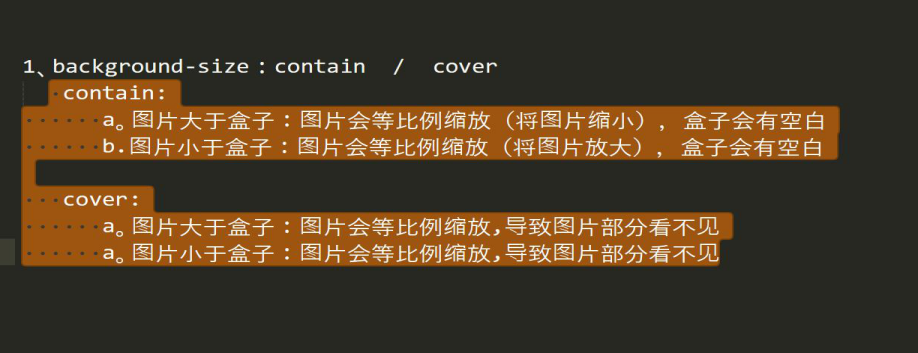 1、background-size：contain / cover
contain:
a。图片大于盒子：图片会等比例缩放（将图片缩小），盒子会有空白
b.图片小于盒子：图片会等比例缩放（将图片放大），盒子会有空白
cover:
a。图片大于盒子：图片会等比例缩放,导致图片部分看不见
a。图片小于盒子：图片会等比例缩放,导致图片部分看不见